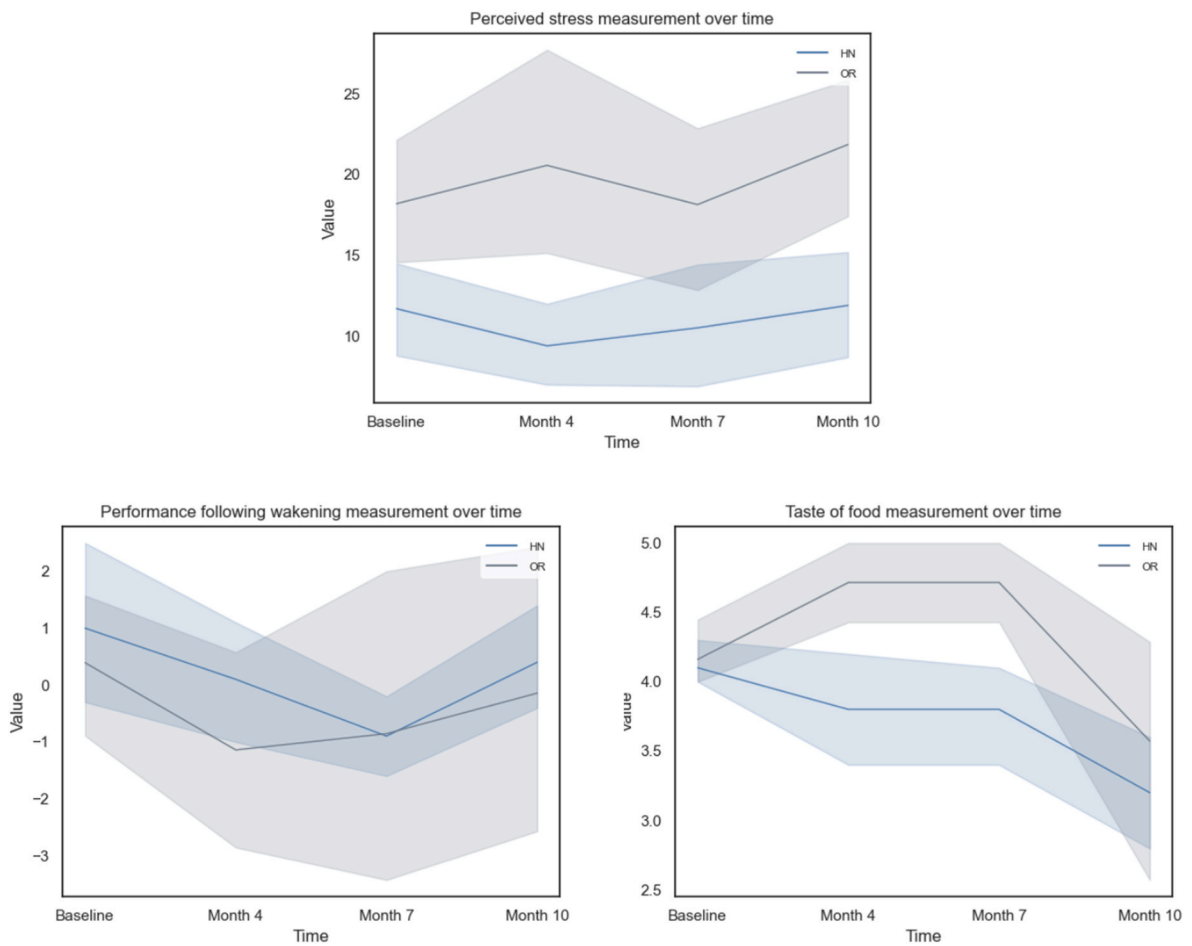 Perceived stress measurement over time
HN
OR
25
20
15
10
Value
Baseline Month 4 Month 7 Month 10
Time
Performance following wakening measurement over time
HN
OR
2
1
0
−1
−2
−3
Value
Baseline Month 4 Month 7 Month 10
Time
Taste of food measurement over time
HN
OR
5.0
4.5
4.0
3.5
3.0
2.5
Value
Baseline Month 4 Month 7 Month 10
Time